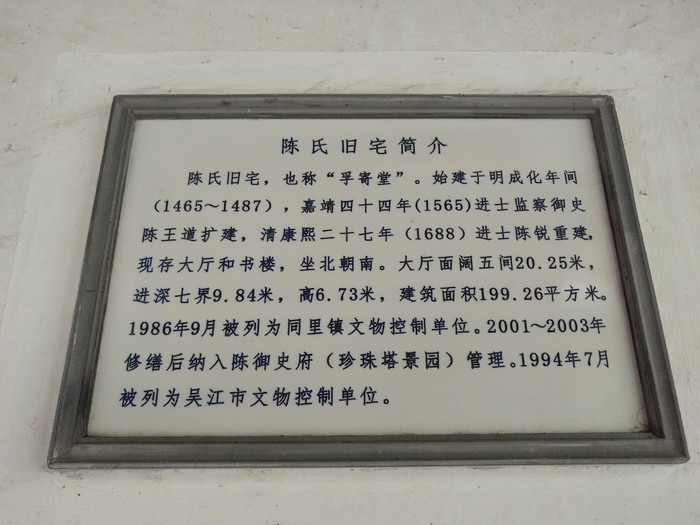 陈氏旧宅简介
陈氏旧宅，也称“孚寄堂”。始建于明成化年间
（1465～1487），嘉靖四十四年(1565)进士监察御史
陈王道扩建，清康熙二十七年（1688）进士陈锐重建，
现存大厅和书楼，坐北朝南。大厅面阔五间20.25米，
进深七界9.84米，高6.73米，建筑面积199.26平方米。
1986年9月被列为同里镇文物控制单位。2001～2003年
修缮后纳入陈御史府（珍珠塔景园）管理。1994年7月
被列为吴江市文物控制单位。